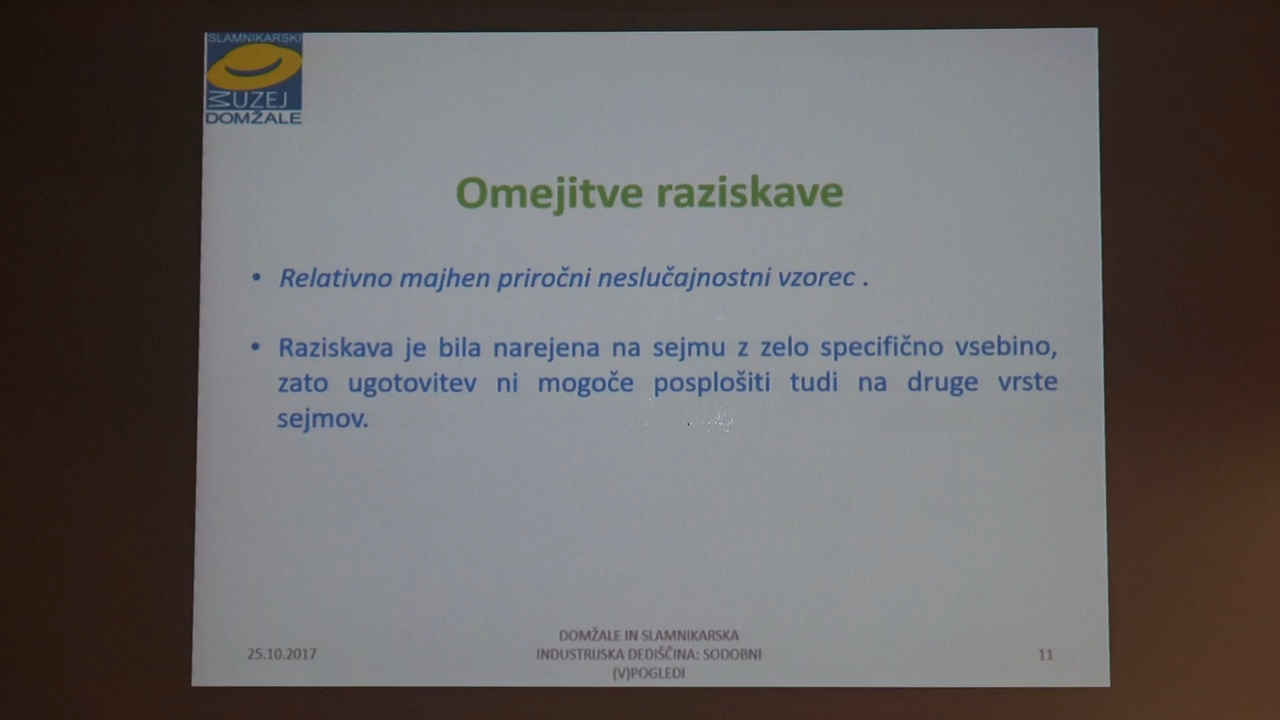 SLAMNIKARSKI
MUZEJ
DOMŽALE
Omejitve raziskave
• Relativno majhen priročni neslučajnostni vzorec .
• Raziskava je bila narejena na sejmu z zelo specifično vsebino,
zato ugotovitev ni mogoče posplošiti tudi na druge vrste
sejmov.
25.10.2017
DOMŽALE IN SLAMNIKARSKA
INDUSTRIJSKA DEDIŠČINA: SODOBNI
(V)POGLEDI
11